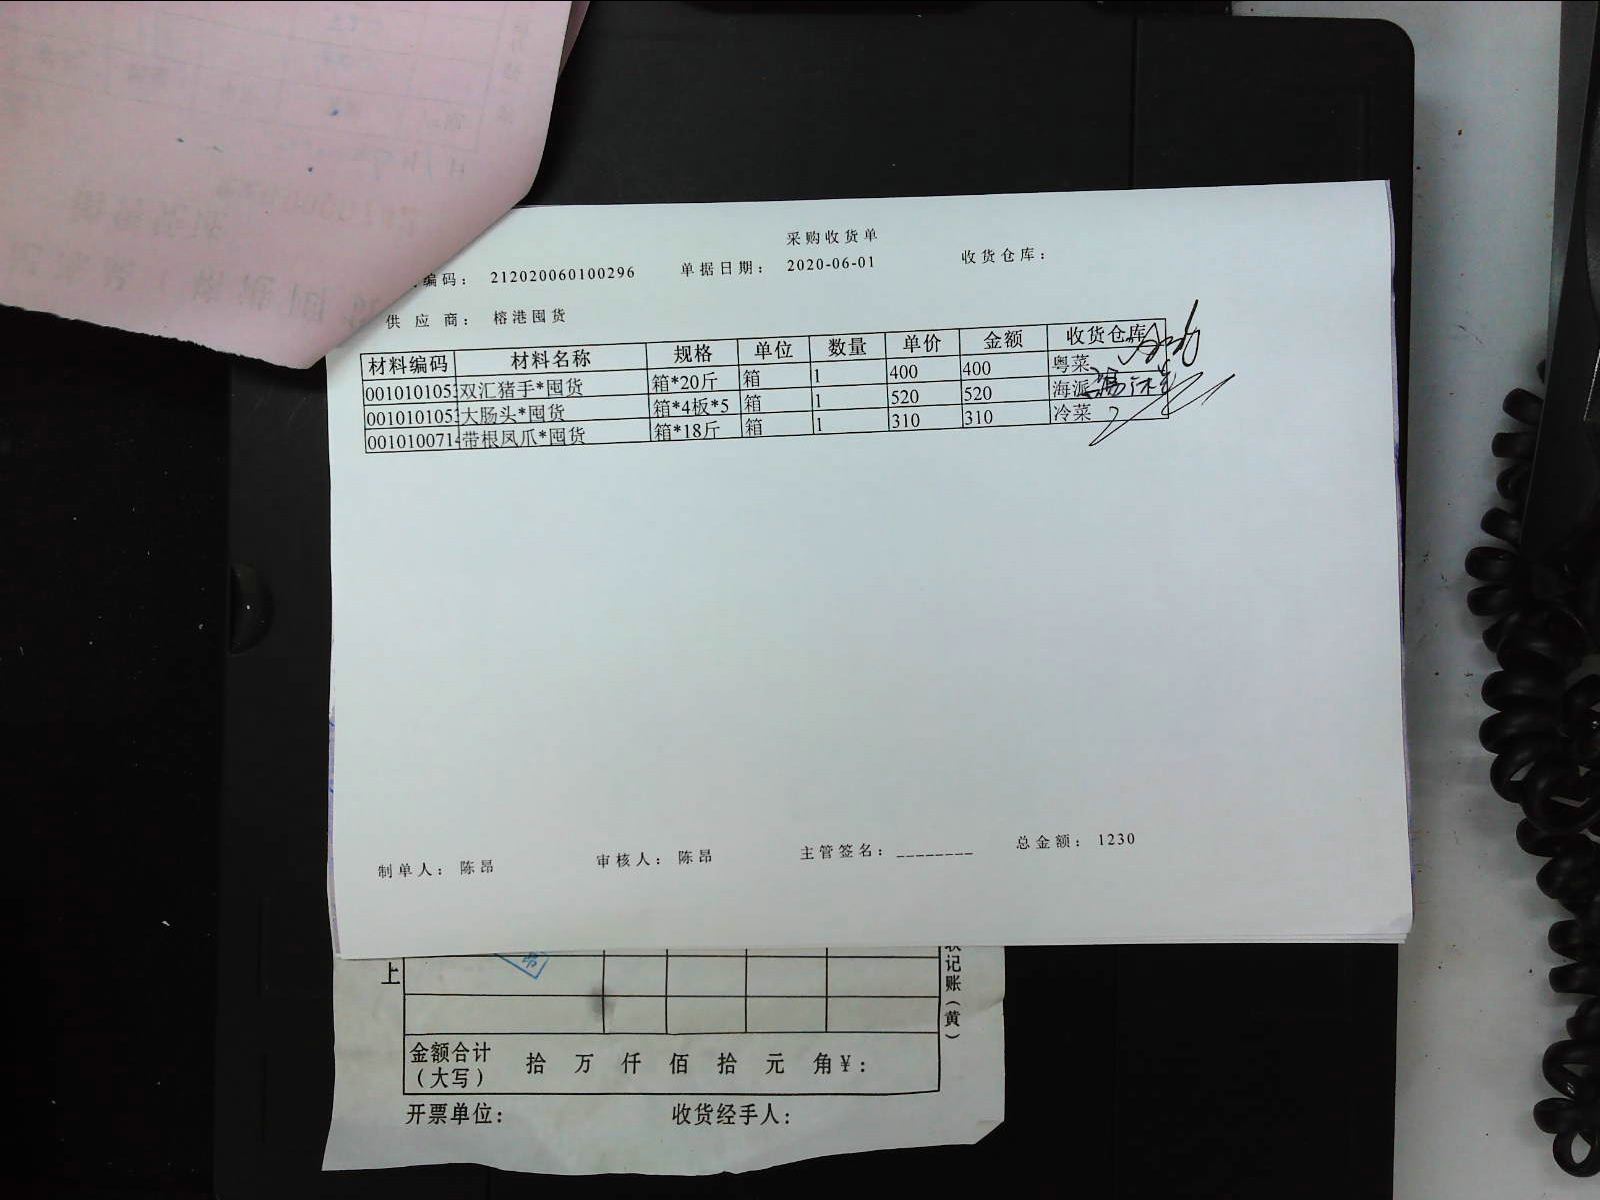 采购收货单
编码： 212020060100296 单据日期： 2020-06-01 收货仓库：
供 应 商： 榕港囤货
材料编码 材料名称 规格 单位 数量 单价 金额 收货仓库
001010105 双汇猪手*囤货 箱*20斤 箱 1 400 400 粤菜
001010105 大肠头*囤货 箱*4板*5 箱 1 520 520 海派
001010071 带根凤爪*囤货 箱*18斤 箱 1 310 310 冷菜
制单人： 陈昂 审核人： 陈昂 主管签名：________ 总金额： 1230
上
记账(黄)
金额合计(大写) 拾 万 仟 佰 拾 元 角 ¥：
开票单位： 收货经手人：